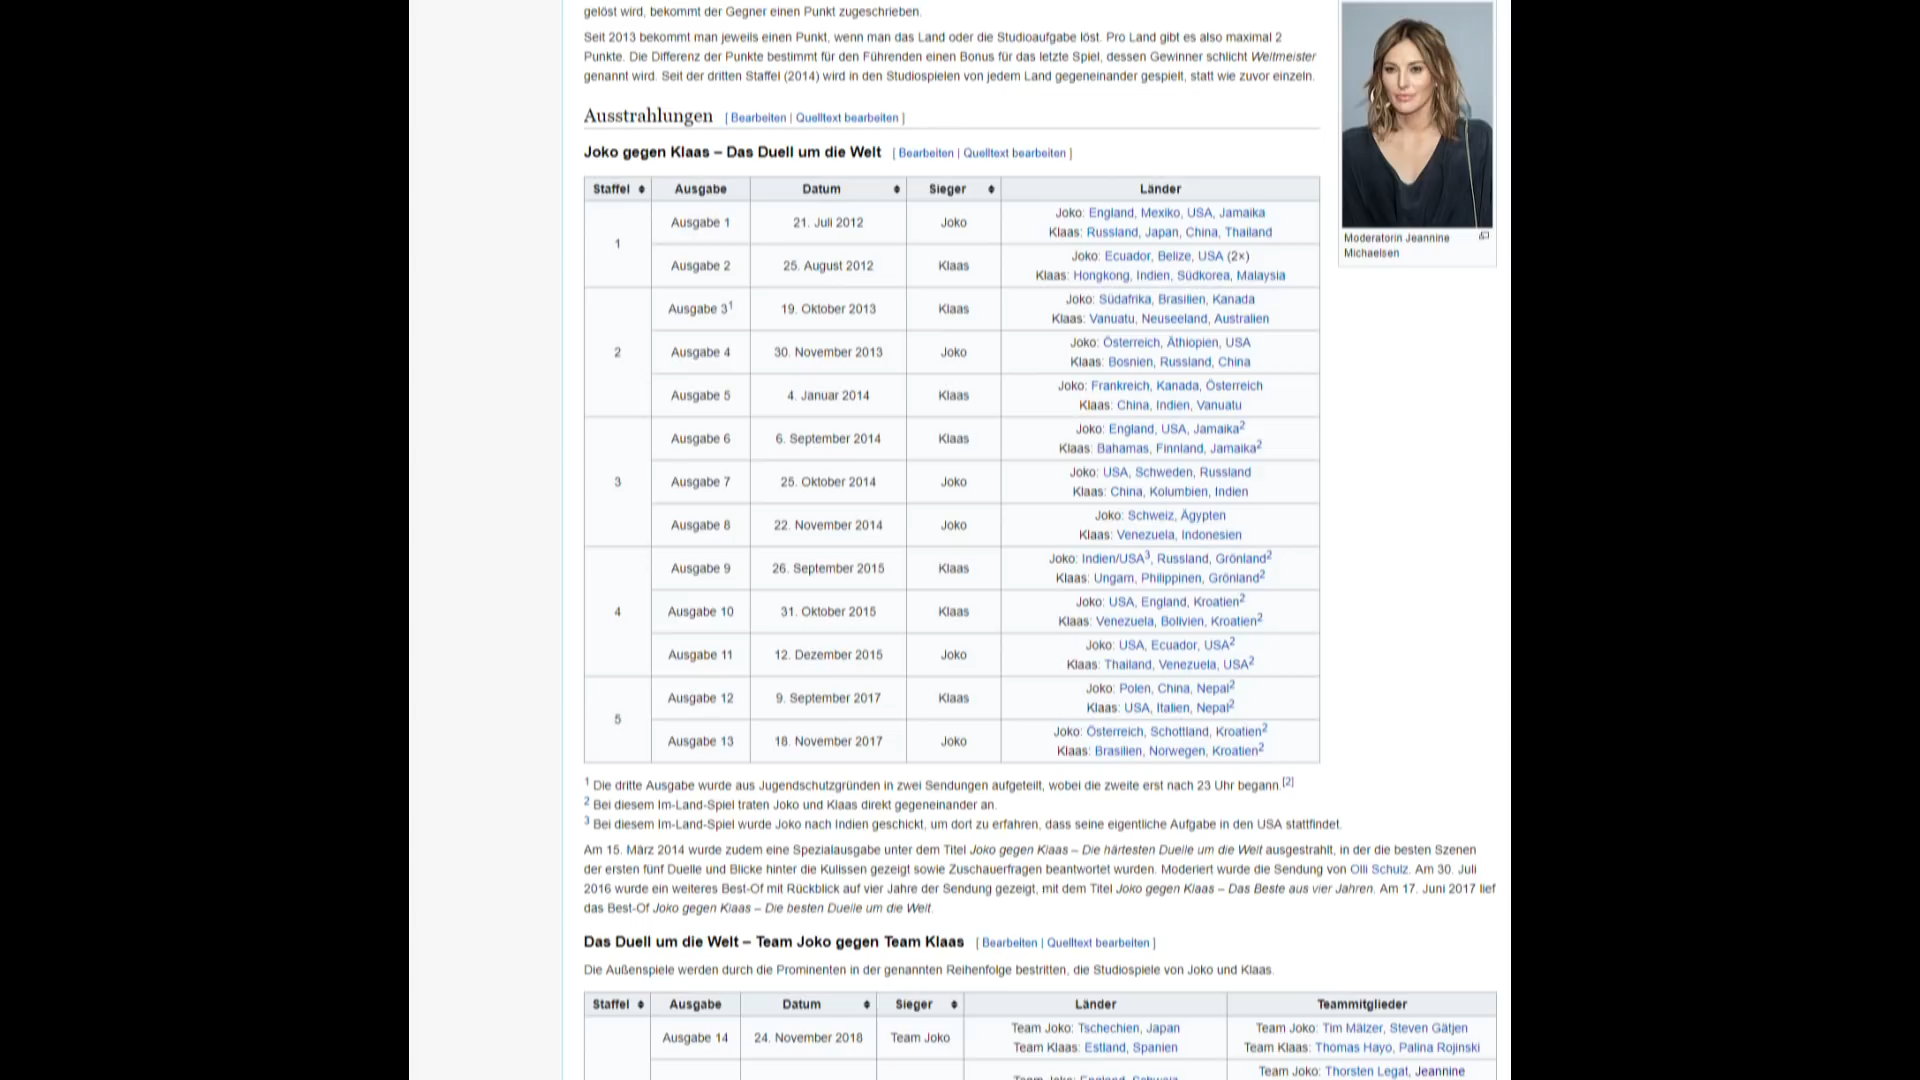 gelöst wird, bekommt der Gegner einen Punkt zugeschrieben.
Seit 2013 bekommt man jeweils einen Punkt, wenn man das Land oder die Studioaufgabe löst. Pro Land gibt es also maximal 2
Punkte. Die Differenz der Punkte bestimmt für den Führenden einen Bonus für das letzte Spiel, dessen Gewinner schlicht Weltmeister
genannt wird. Seit der dritten Staffel (2014) wird in den Studiospielen von jedem Land gegeneinander gespielt, statt wie zuvor einzeln.
Moderatorin Jeannine
Michaelsen
Ausstrahlungen [ Bearbeiten | Quelltext bearbeiten ]
Joko gegen Klaas – Das Duell um die Welt [ Bearbeiten | Quelltext bearbeiten ]
Staffel Ausgabe Datum Sieger Länder
1
Ausgabe 1 21. Juli 2012 Joko
Joko: England, Mexiko, USA, Jamaika
Klaas: Russland, Japan, China, Thailand
Ausgabe 2 25. August 2012 Klaas
Joko: Ecuador, Belize, USA (2×)
Klaas: Hongkong, Indien, Südkorea, Malaysia
2
Ausgabe 3¹ 19. Oktober 2013 Klaas
Joko: Südafrika, Brasilien, Kanada
Klaas: Vanuatu, Neuseeland, Australien
Ausgabe 4 30. November 2013 Joko
Joko: Österreich, Äthiopien, USA
Klaas: Bosnien, Russland, China
Ausgabe 5 4. Januar 2014 Klaas
Joko: Frankreich, Kanada, Österreich
Klaas: China, Indien, Vanuatu
3
Ausgabe 6 6. September 2014 Klaas
Joko: England, USA, Jamaika²
Klaas: Bahamas, Finnland, Jamaika²
Ausgabe 7 25. Oktober 2014 Joko
Joko: USA, Schweden, Russland
Klaas: China, Kolumbien, Indien
Ausgabe 8 22. November 2014 Joko
Joko: Schweiz, Ägypten
Klaas: Venezuela, Indonesien
4
Ausgabe 9 26. September 2015 Klaas
Joko: Indien/USA³, Russland, Grönland²
Klaas: Ungarn, Philippinen, Grönland²
Ausgabe 10 31. Oktober 2015 Klaas
Joko: USA, England, Kroatien²
Klaas: Venezuela, Bolivien, Kroatien²
Ausgabe 11 12. Dezember 2015 Joko
Joko: USA, Ecuador, USA²
Klaas: Thailand, Venezuela, USA²
5
Ausgabe 12 9. September 2017 Klaas
Joko: Polen, China, Nepal²
Klaas: USA, Italien, Nepal²
Ausgabe 13 18. November 2017 Joko
Joko: Österreich, Schottland, Kroatien²
Klaas: Brasilien, Norwegen, Kroatien²
¹ Die dritte Ausgabe wurde aus Jugendschutzgründen in zwei Sendungen aufgeteilt, wobei die zweite erst nach 23 Uhr begann.[2]
² Bei diesem Im-Land-Spiel traten Joko und Klaas direkt gegeneinander an.
³ Bei diesem Im-Land-Spiel wurde Joko nach Indien geschickt, um dort zu erfahren, dass seine eigentliche Aufgabe in den USA stattfindet.
Am 15. März 2014 wurde zudem eine Spezialausgabe unter dem Titel Joko gegen Klaas – Die härtesten Duelle um die Welt ausgestrahlt, in der die besten Szenen
der ersten fünf Duelle und Blicke hinter die Kulissen gezeigt sowie Zuschauerfragen beantwortet wurden. Moderiert wurde die Sendung von Olli Schulz. Am 30. Juli
2016 wurde ein weiteres Best-Of mit Rückblick auf vier Jahre der Sendung gezeigt, mit dem Titel Joko gegen Klaas – Das Beste aus vier Jahren. Am 17. Juni 2017 lief
das Best-Of Joko gegen Klaas – Die besten Duelle um die Welt.
Das Duell um die Welt – Team Joko gegen Team Klaas [ Bearbeiten | Quelltext bearbeiten ]
Die Außenspiele werden durch die Prominenten in der genannten Reihenfolge bestritten, die Studiospiele von Joko und Klaas.
Staffel Ausgabe Datum Sieger Länder Teammitglieder
Ausgabe 14 24. November 2018 Team Joko
Team Joko: Tschechien, Japan
Team Klaas: Estland, Spanien
Team Joko: Tim Mälzer, Steven Gätjen
Team Klaas: Thomas Hayo, Palina Rojinski
Team Joko: England, Schweiz
Team Joko: Thorsten Legat, Jeannine